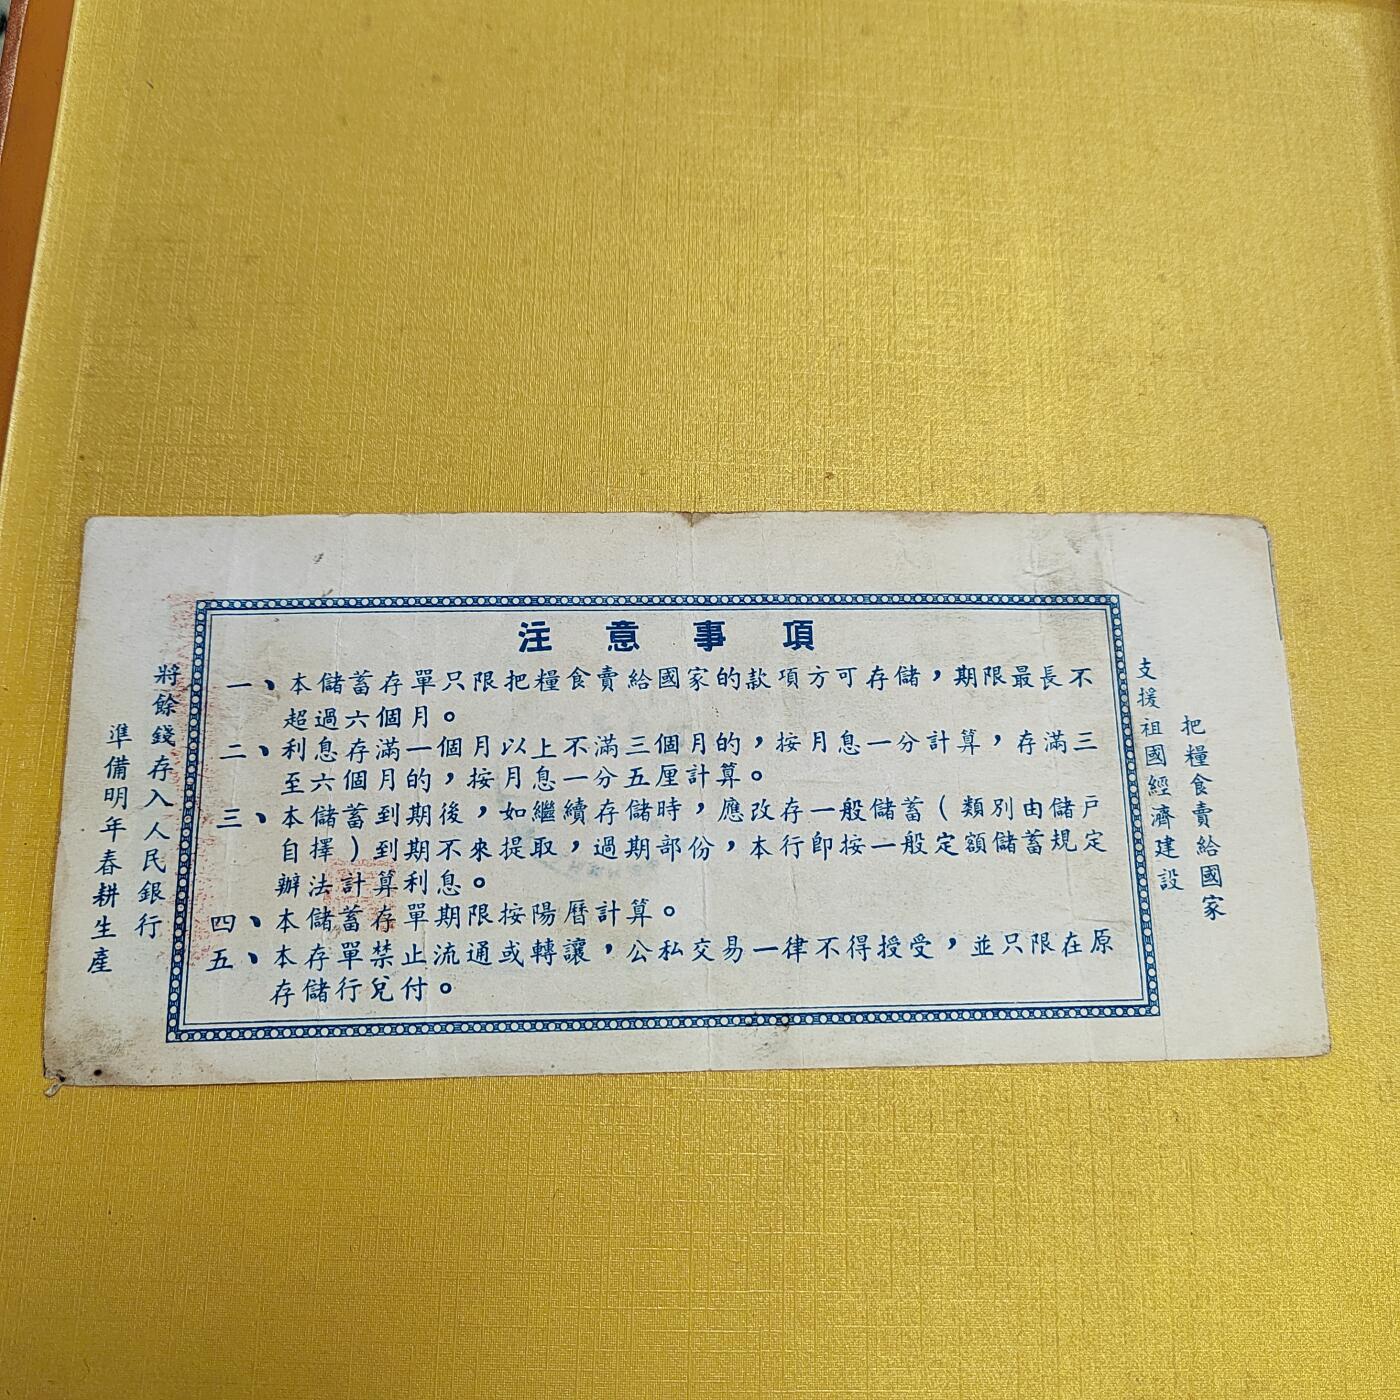 注意事項
一、本儲蓄存單只限把糧食賣給國家的款項方可存儲，期限最長不
超過六個月。
二、利息存滿一個月以上不滿三個月的，按月息一分計算，存滿三
至六個月的，按月息一分五厘計算。
三、本儲蓄到期後，如繼續存儲時，應改存一般儲蓄（類別由儲戶
自擇）到期不來提取，過期部份，本行即按一般定額儲蓄規定
辦法計算利息。
四、本儲蓄存單期限按陽曆計算。
五、本存單禁止流通或轉讓，公私交易一律不得授受，並只限在原
存儲行兌付。
把糧食賣給國家
支援祖國經濟建設
將餘錢存入人民銀行
準備明年春耕生產